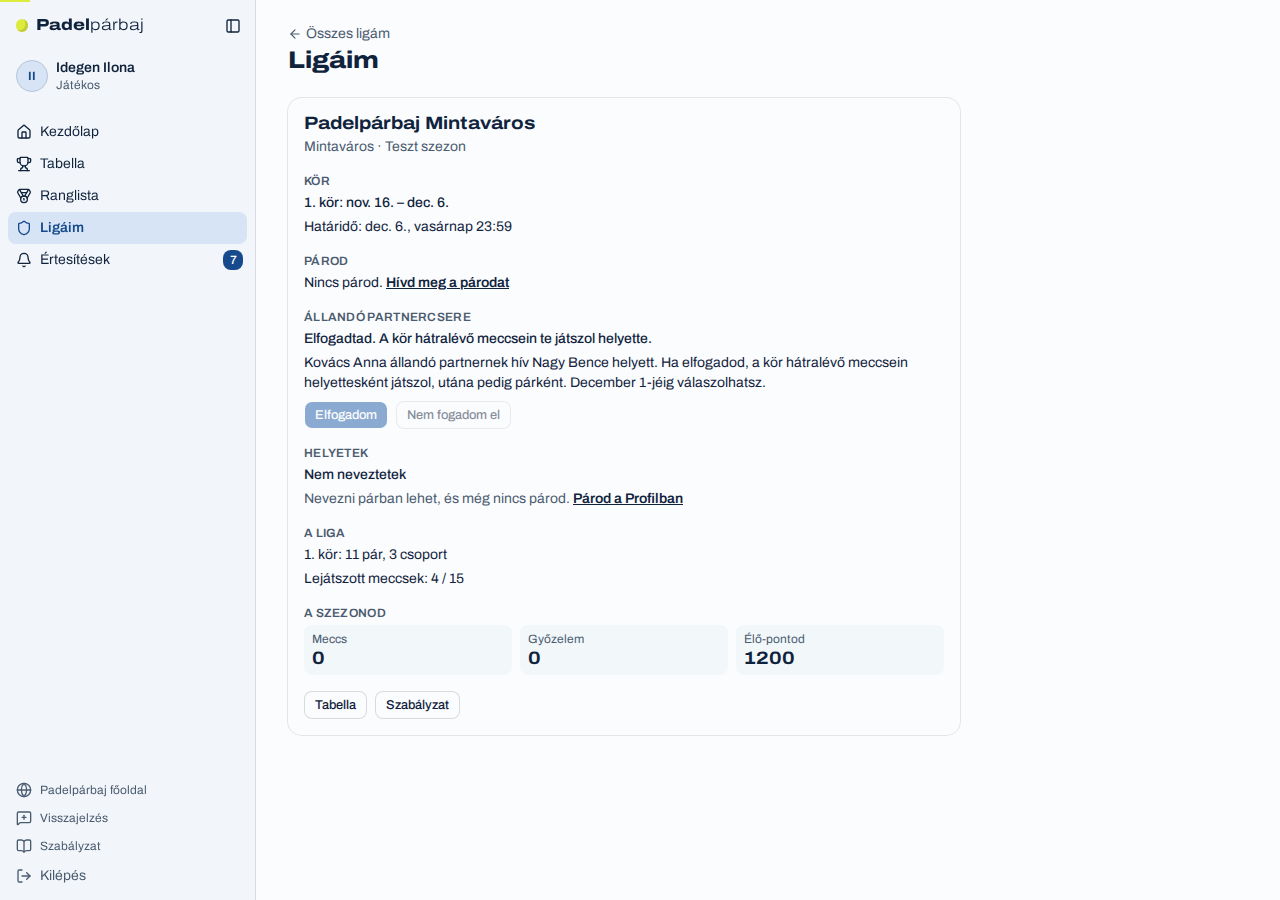 Padelpárbaj
II
Idegen Ilona
Játékos
Kezdőlap
Tabella
Ranglista
Ligáim
Értesítések
7
Padelpárbaj főoldal
Visszajelzés
Szabályzat
Kilépés
Összes ligám
Ligáim
Padelpárbaj Mintaváros
Mintaváros · Teszt szezon
KÖR
1. kör: nov. 16. – dec. 6.
Határidő: dec. 6., vasárnap 23:59
PÁROD
Nincs párod. Hívd meg a párodat
ÁLLANDÓ PARTNERCSERE
Elfogadtad. A kör hátralévő meccsein te játszol helyette.
Kovács Anna állandó partnernek hív Nagy Bence helyett. Ha elfogadod, a kör hátralévő meccsein
helyettesként játszol, utána pedig párként. December 1-jéig válaszolhatsz.
Elfogadom
Nem fogadom el
HELYETEK
Nem neveztetek
Nevezni párban lehet, és még nincs párod. Párod a Profilban
A LIGA
1. kör: 11 pár, 3 csoport
Lejátszott meccsek: 4 / 15
A SZEZONOD
Meccs
0
Győzelem
0
Élő-pontod
1200
Tabella
Szabályzat